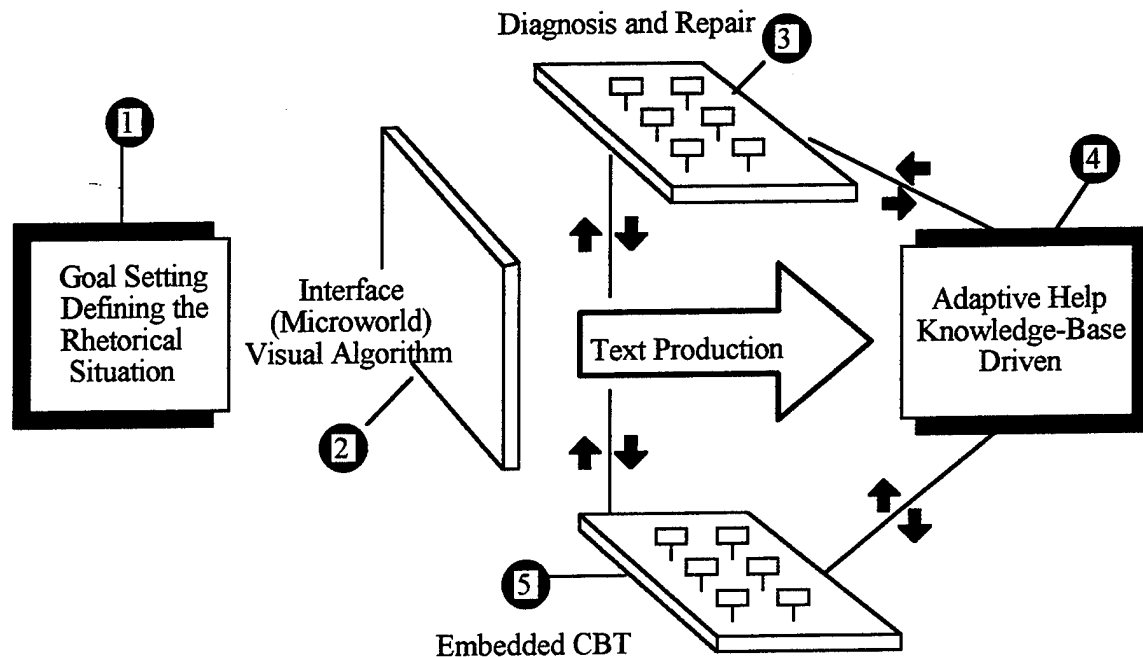 Diagnosis and Repair
3
1
4
Goal Setting
Defining the
Rhetorical
Situation
Interface
(Microworld)
Visual Algorithm
2
Text Production
Adaptive Help
Knowledge-Base
Driven
5
Embedded CBT